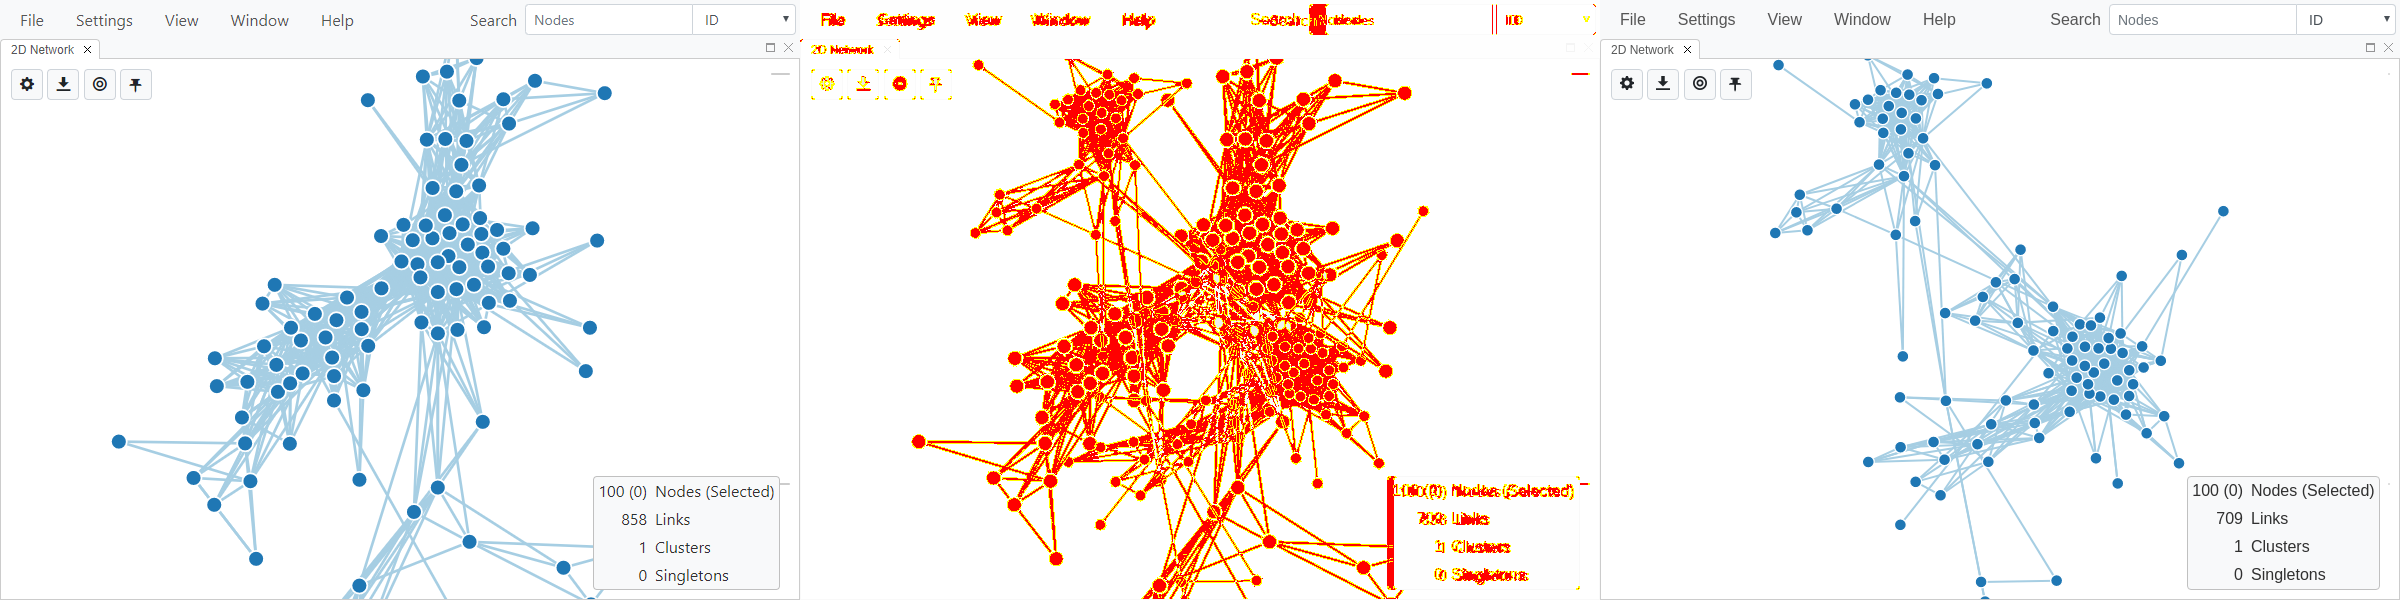 File Settings View Window Help Search Nodes ID
2D Network
100 (0) Nodes (Selected)
858 Links
1 Clusters
0 Singletons
File Settings View Window Help Search Nodes
2D Network
100 (0) Nodes (Selected)
Links
Clusters
0 Singletons
File Settings View Window Help Search Nodes ID
2D Network
100 (0) Nodes (Selected)
709 Links
1 Clusters
0 Singletons